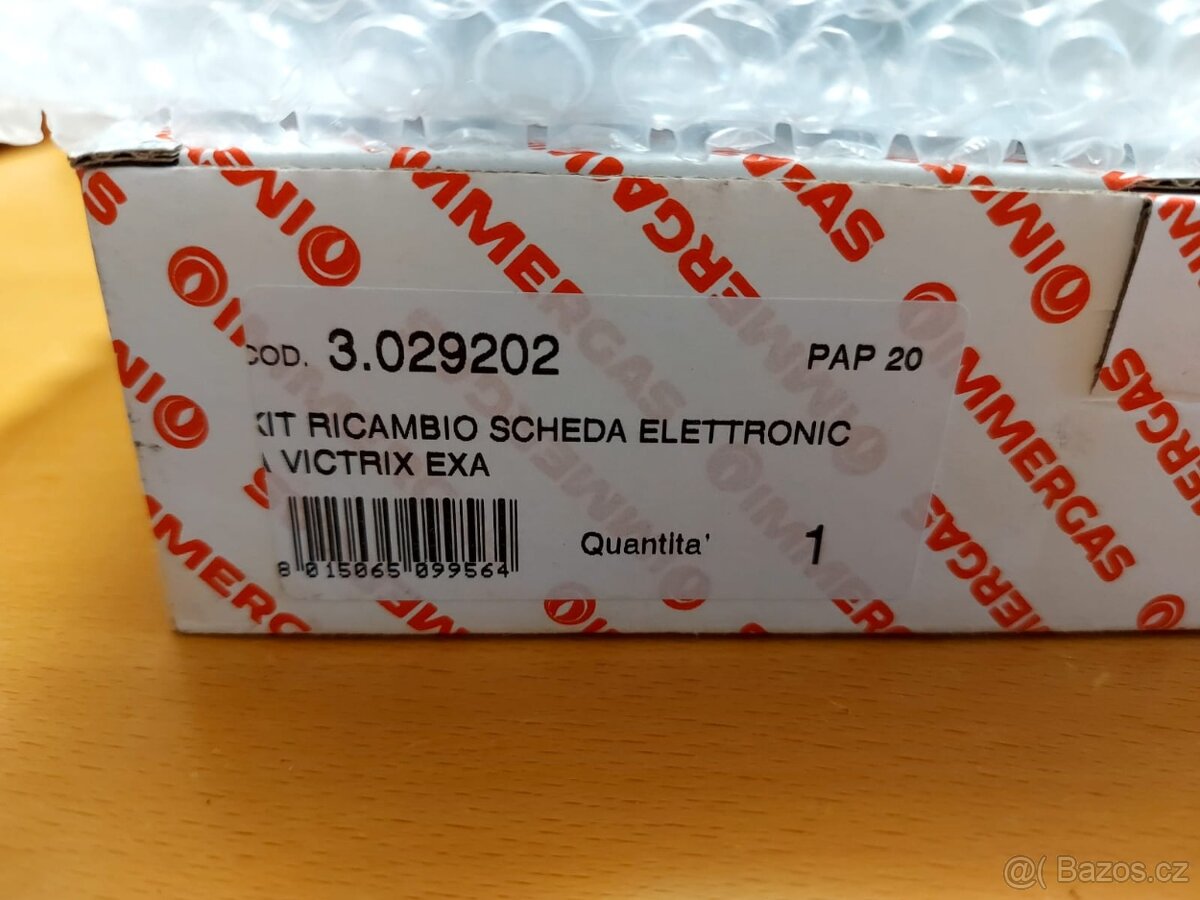 IMMERGAS
COD. 3.029202 PAP 20
KIT RICAMBIO SCHEDA ELETTRONIC
A VICTRIX EXA
8 015065 099564
Quantita' 1
@( Bazos.cz